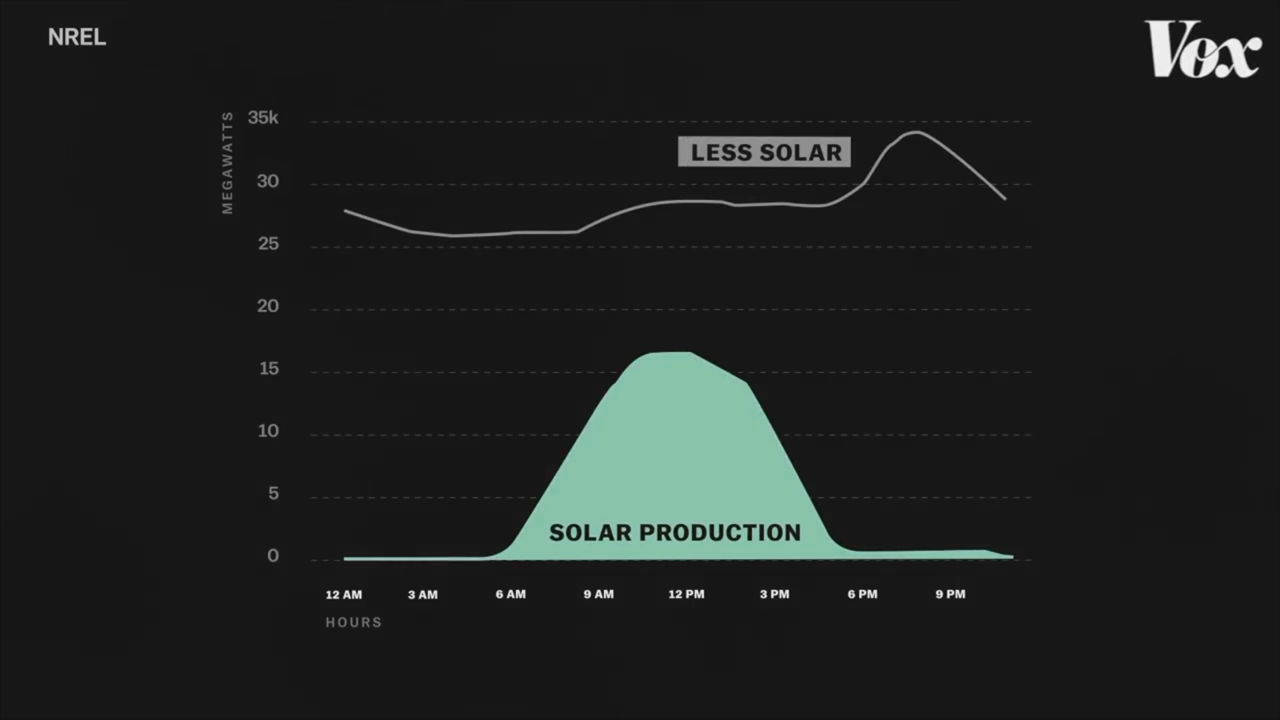 NREL
Vox
MEGAWATTS
35k
30
25
20
15
10
5
0
LESS SOLAR
SOLAR PRODUCTION
12 AM 3 AM 6 AM 9 AM 12 PM 3 PM 6 PM 9 PM
HOURS